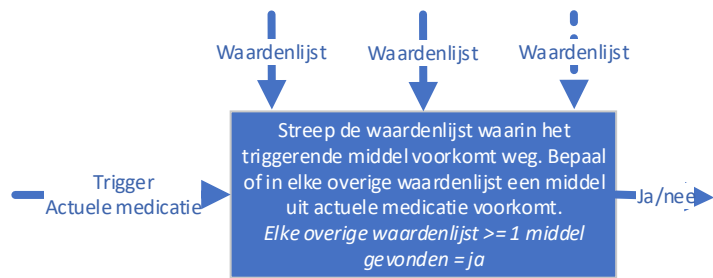 Waardenlijst Waardenlijst Waardenlijst
Streep de waardenlijst waarin het
triggerende middel voorkomt weg. Bepaal
of in elke overige waardenlijst een middel
uit actuele medicatie voorkomt.
Elke overige waardenlijst >= 1 middel
gevonden = ja
Trigger
Actuele medicatie
Ja/nee